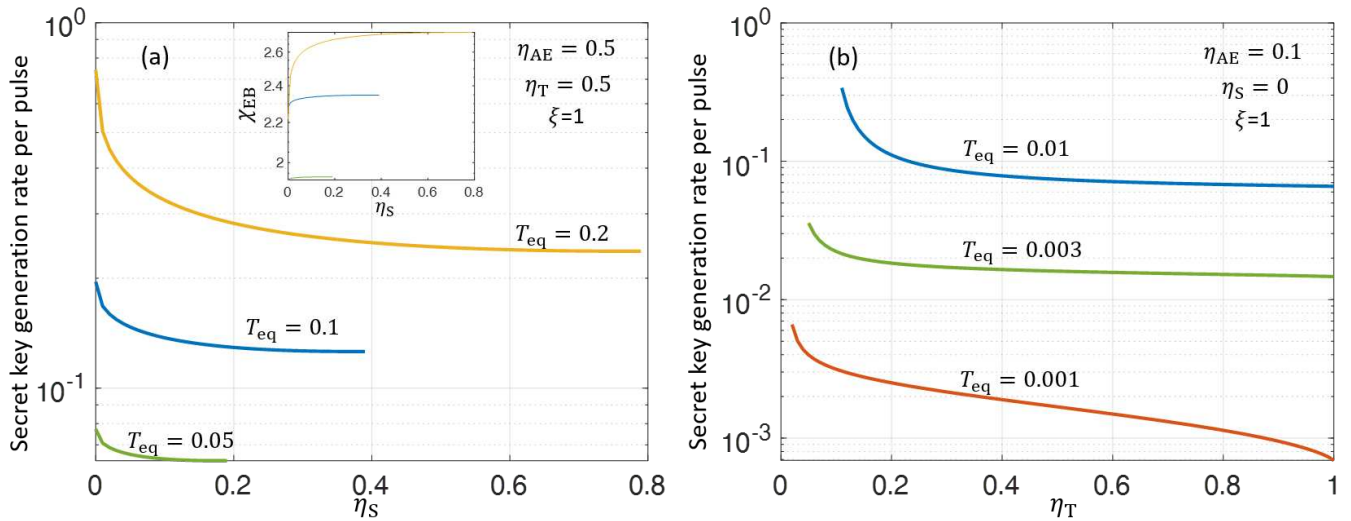 (a)
Secret key generation rate per pulse
10⁰
10⁻¹
η_AE = 0.5
η_T = 0.5
ξ=1
χ_EB
2.6
2.4
2.2
2
0 0.2 0.4 0.6 0.8
η_S
T_eq = 0.2
T_eq = 0.1
T_eq = 0.05
0 0.2 0.4 0.6 0.8
η_S
(b)
Secret key generation rate per pulse
10⁰
10⁻¹
10⁻²
10⁻³
η_AE = 0.1
η_S = 0
ξ=1
T_eq = 0.01
T_eq = 0.003
T_eq = 0.001
0 0.2 0.4 0.6 0.8 1
η_T